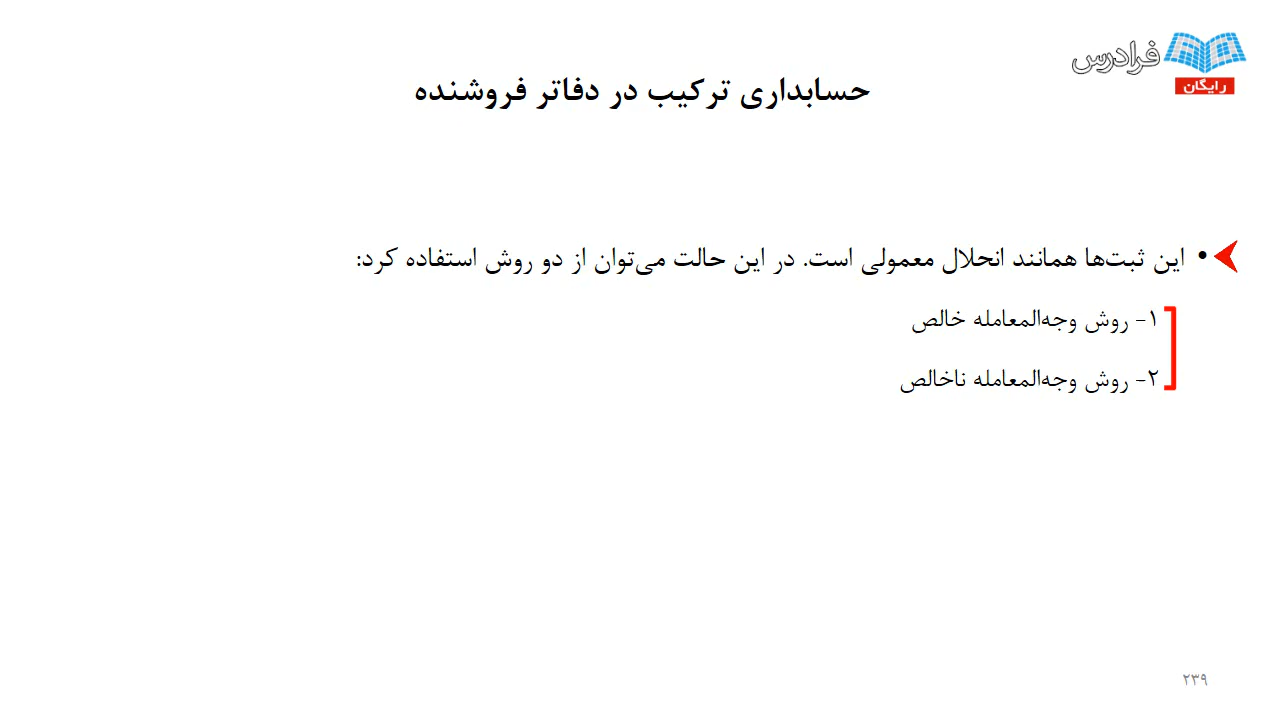 فرادرس
رایگان
حسابداری ترکیب در دفاتر فروشنده
• این ثبت‌ها همانند انحلال معمولی است. در این حالت می‌توان از دو روش استفاده کرد:
۱- روش وجه‌المعامله خالص
۲- روش وجه‌المعامله ناخالص
۲۳۹